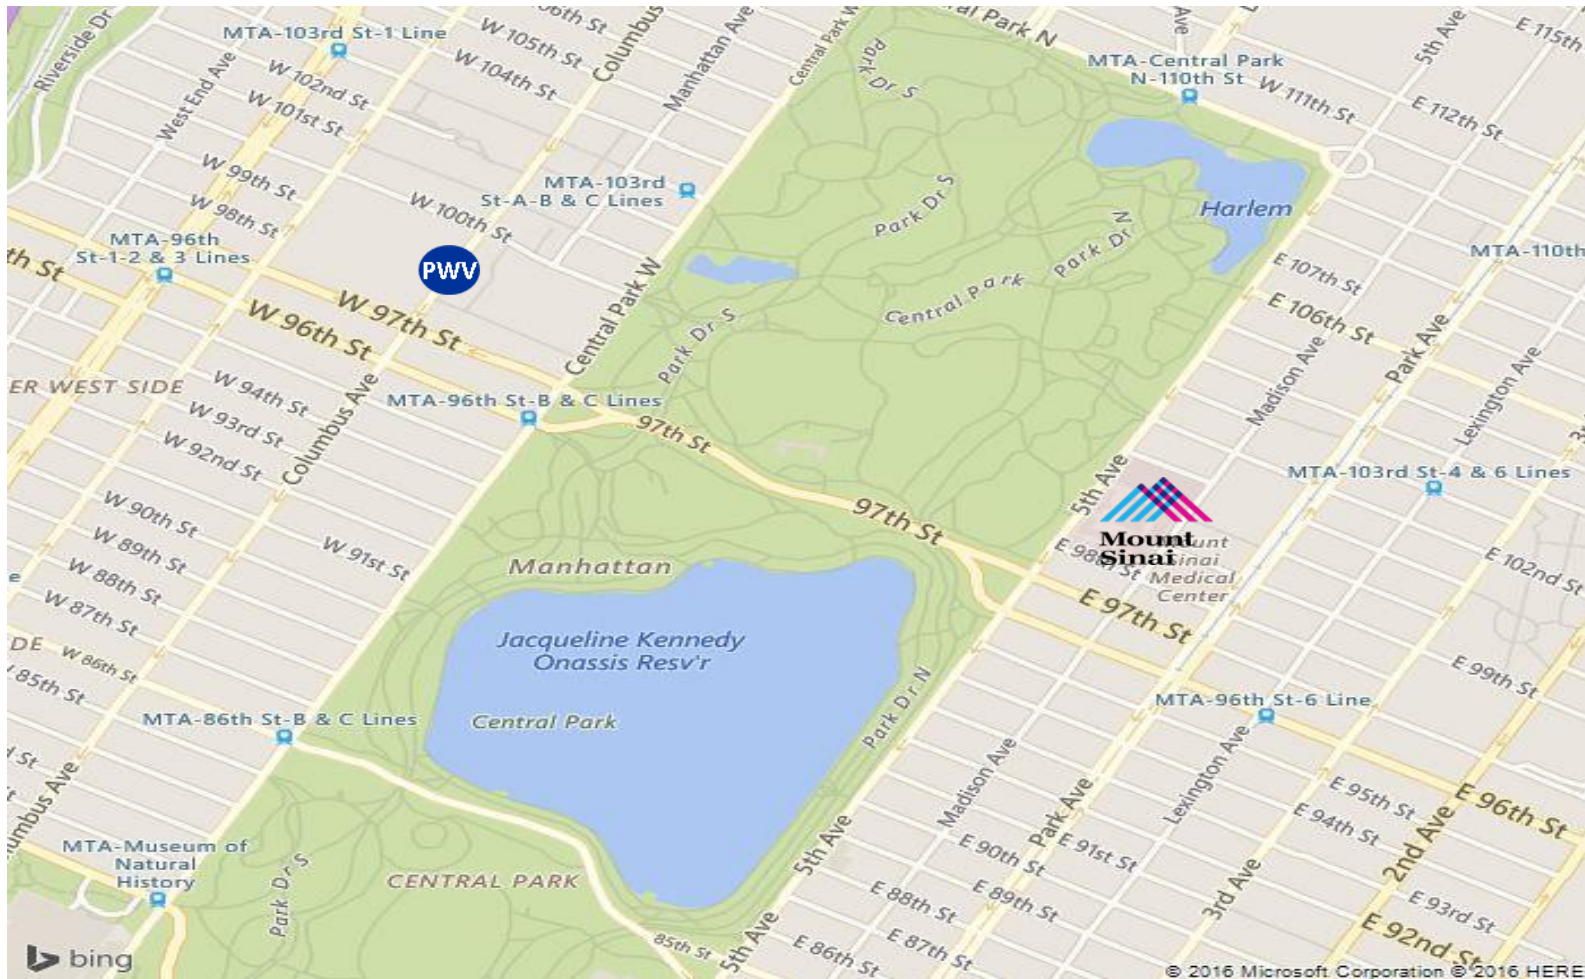 Riverside Dr
MTA-103rd St-1 Line
West End Ave
W 102nd St
W 101st St
W 99th St
W 98th St
106th St
W 105th St
W 104th St
Columbus
Manhattan Ave
Central Park W
Central Park N
Park Dr S
Ave
MTA-Central Park
N-110th St
W 111th St
5th Ave
E 115th
E 112th St
MTA-103rd
St-A-B & C Lines
W 100th St
MTA-96th
St-1-2 & 3 Lines
th St
PWV
W 97th St
W 96th St
Central Park W
Park Dr S
Park Dr S
Park Dr N
Central Park
Harlem
MTA-110th
E 107th St
E 106th St
Park Ave
Madison Ave
Lexington Ave
3r
ER WEST SIDE
Columbus Ave
W 94th St
W 93rd St
W 92nd St
MTA-96th St-B & C Lines
97th St
97th St
5th Ave
MTA-103rd St-4 & 6 Lines
Mount
Sinai
Mount
Sinai
Medical
Center
E 98th St
E 97th St
E 102nd St
W 90th St
W 89th St
W 88th St
W 87th St
W 91st St
e
Manhattan
Jacqueline Kennedy
Onassis Resv'r
Central Park
Park Dr N
DE
W 86th St
85th St
MTA-86th St-B & C Lines
E 99th St
MTA-96th St-6 Line
Lexington Ave
Madison Ave
Park Ave
St
lumbus Ave
MTA-Museum of
Natural
History
Park Dr S
CENTRAL PARK
5th Ave
E 95th St
E 94th St
E 96th St
2nd Ave
E 91st St
E 90th St
E 89th St
E 88th St
E 87th St
E 86th St
3rd Ave
E 93rd St
E 92nd St
85th St
5th Ave
bing
© 2016 Microsoft Corporation © 2016 HERE